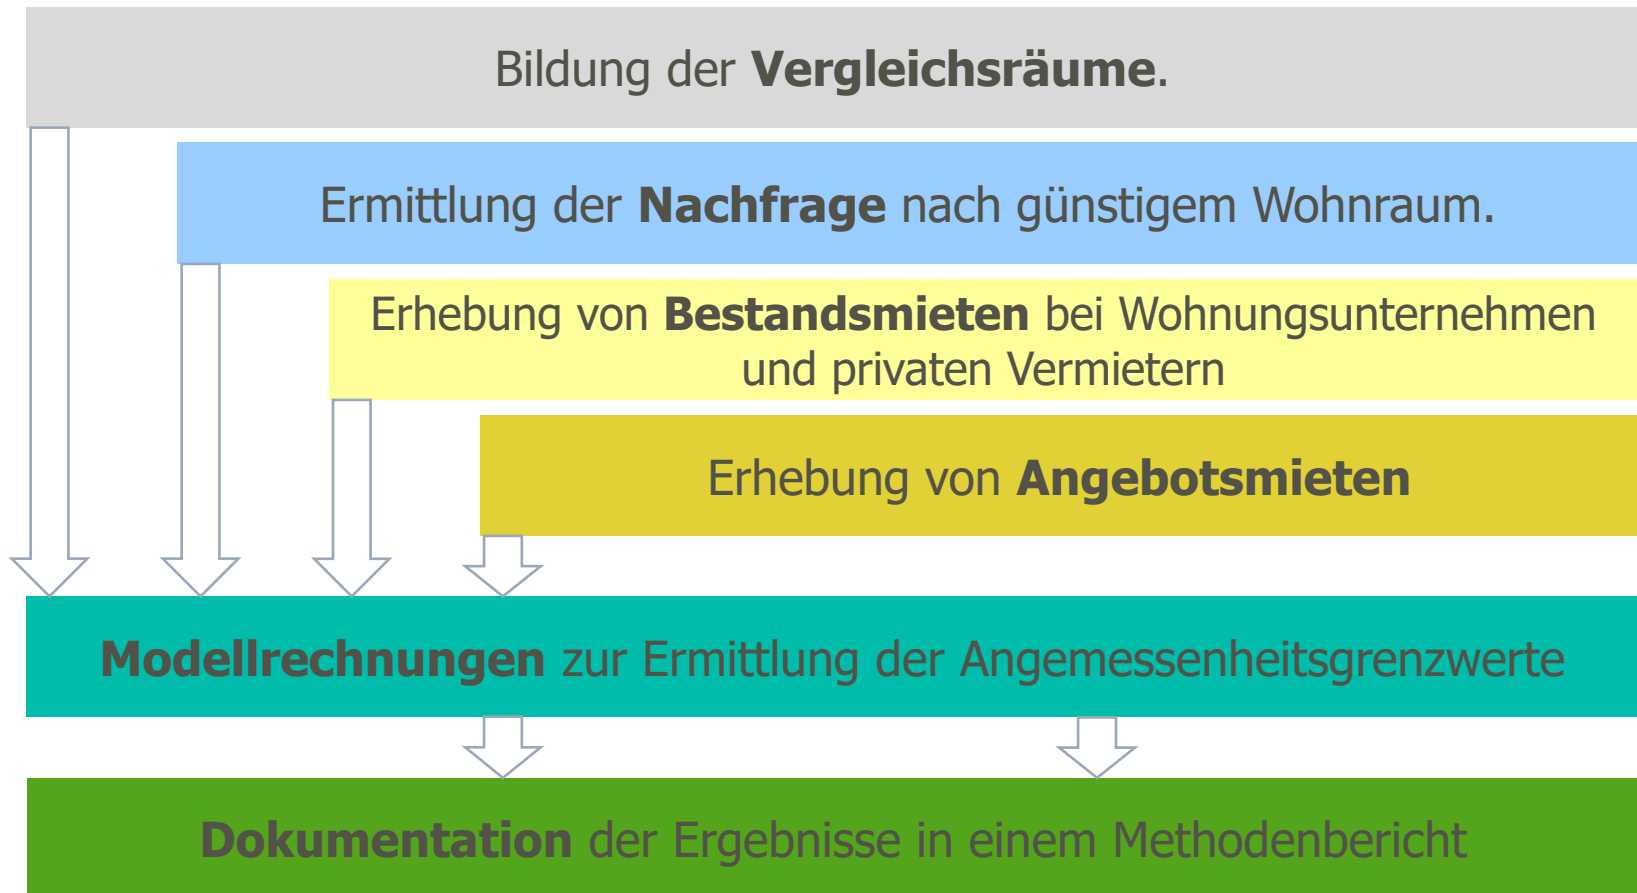 Bildung der Vergleichsräume.
Ermittlung der Nachfrage nach günstigem Wohnraum.
Erhebung von Bestandsmieten bei Wohnungsunternehmen
und privaten Vermietern
Erhebung von Angebotsmieten
Modellrechnungen zur Ermittlung der Angemessenheitsgrenzwerte
Dokumentation der Ergebnisse in einem Methodenbericht